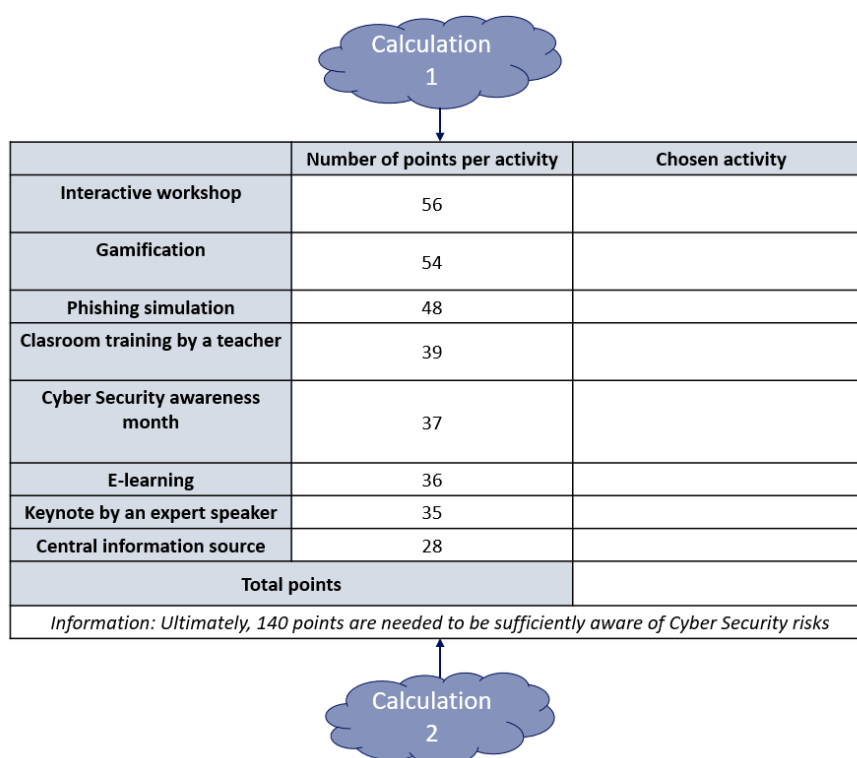 Calculation
1
Number of points per activity
Chosen activity
Interactive workshop
56
Gamification
54
Phishing simulation
48
Clasroom training by a teacher
39
Cyber Security awareness
month
37
E-learning
36
Keynote by an expert speaker
35
Central information source
28
Total points
Information: Ultimately, 140 points are needed to be sufficiently aware of Cyber Security risks
Calculation
2